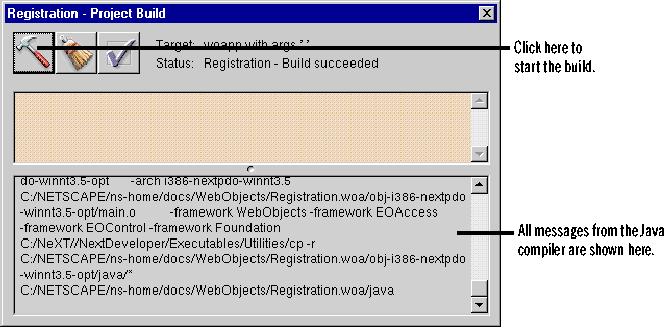 Registration - Project Build
Target: woapp with args ' '
Status: Registration - Build succeeded
Click here to
start the build.
do-winnt3.5-opt -arch i386-nextpdo-winnt3.5
C:/NETSCAPE/ns-home/docs/WebObjects/Registration.woa/obj-i386-nextpdo
-winnt3.5-opt/main.o -framework WebObjects -framework EOAccess
-framework EOControl -framework Foundation
C:/NeXT//NextDeveloper/Executables/Utilities/cp -r
C:/NETSCAPE/ns-home/docs/WebObjects/Registration.woa/obj-i386-nextpdo
-winnt3.5-opt/java/*
C:/NETSCAPE/ns-home/docs/WebObjects/Registration.woa/java
All messages from the Java
compiler are shown here.